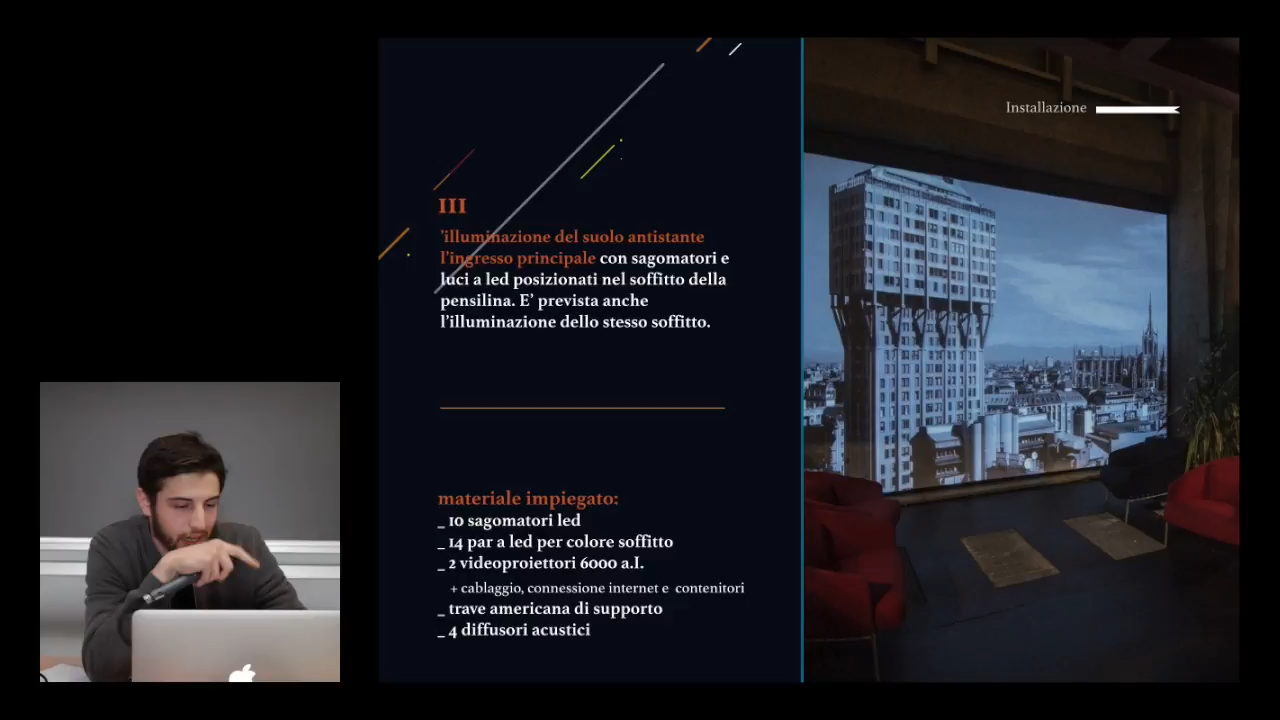 III
'illuminazione del suolo antistante
l'ingresso principale con sagomatori e
luci a led posizionati nel soffitto della
pensilina. E' prevista anche
l'illuminazione dello stesso soffitto.
materiale impiegato:
_ 10 sagomatori led
_ 14 par a led per colore soffitto
_ 2 videoproiettori 6000 a.I.
+ cablaggio, connessione internet e contenitori
_ trave americana di supporto
_ 4 diffusori acustici
Installazione